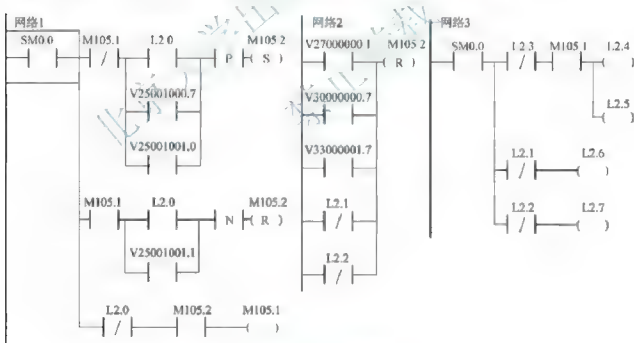 网络1
SM0.0 M105.1 L2.0 M105.2
P S
V25001000.7
V25001001.0
M105.1 L2.0 M105.2
N R
V25001001.1
L2.0 M105.2 M105.1
网络2
V27000000 1 M105 2
R
V30000000.7
V33000001.7
L2.1
L2.2
网络3
SM0.0 L2.3 M105.1 L2.4
L2.5
L2.1 L2.6
L2.2 L2.7